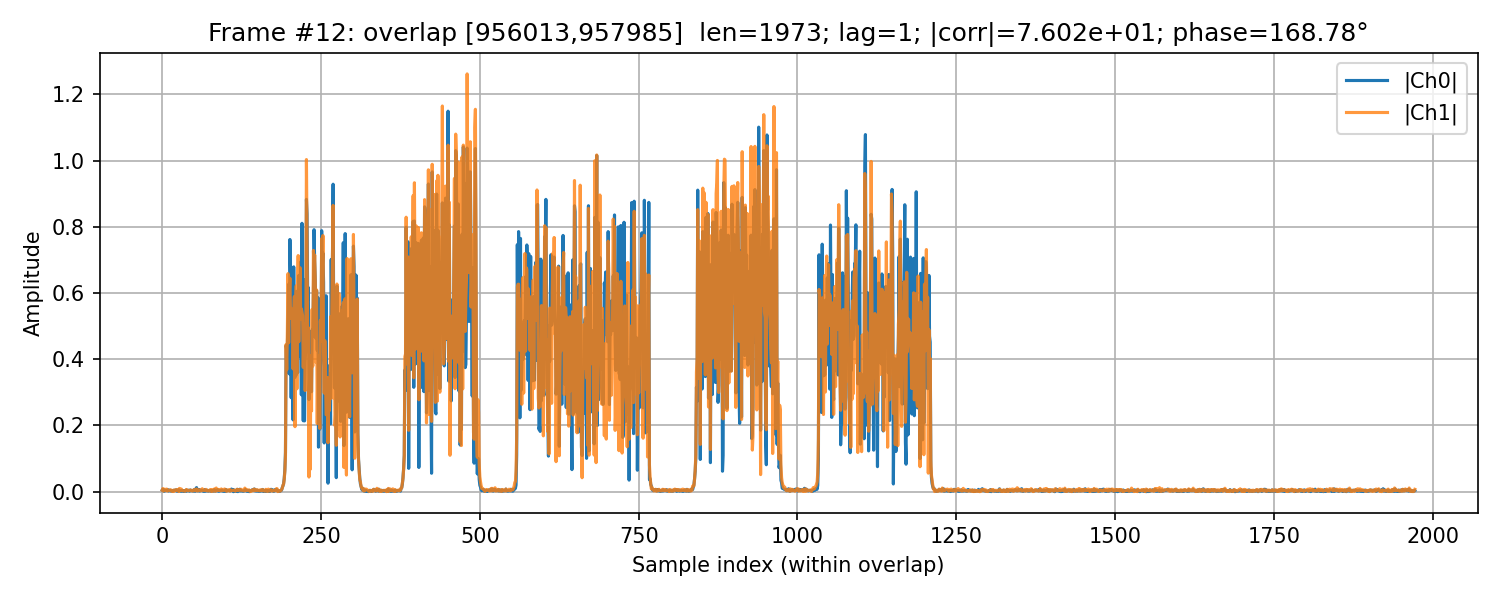 Frame #12: overlap [956013,957985]  len=1973; lag=1; |corr|=7.602e+01; phase=168.78°
|Ch0|
|Ch1|
Amplitude
1.2
1.0
0.8
0.6
0.4
0.2
0.0
0 250 500 750 1000 1250 1500 1750 2000
Sample index (within overlap)